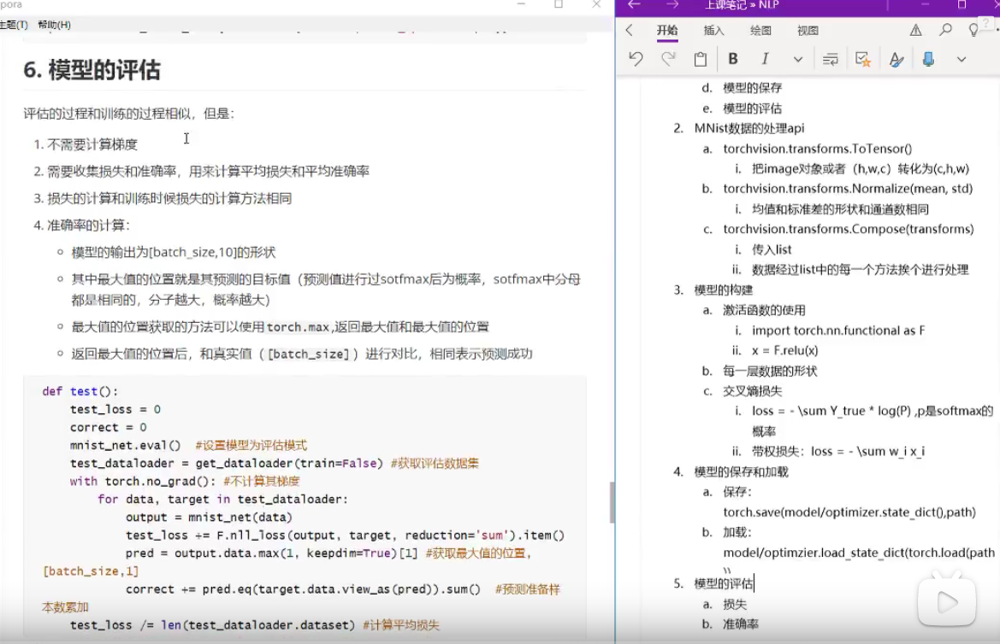 pora
主题(T) 帮助(H)
6. 模型的评估
评估的过程和训练的过程相似，但是：
1. 不需要计算梯度
2. 需要收集损失和准确率，用来计算平均损失和平均准确率
3. 损失的计算和训练时候损失的计算方法相同
4. 准确率的计算：
模型的输出为[batch_size,10]的形状
其中最大值的位置就是其预测的目标值（预测值进行过sotfmax后为概率，sotfmax中分母
都是相同的，分子越大，概率越大）
最大值的位置获取的方法可以使用torch.max,返回最大值和最大值的位置
返回最大值的位置后，和真实值（[batch_size]）进行对比，相同表示预测成功
def test():
test_loss = 0
correct = 0
mnist_net.eval() #设置模型为评估模式
test_dataloader = get_dataloader(train=False) #获取评估数据集
with torch.no_grad(): #不计算其梯度
for data, target in test_dataloader:
output = mnist_net(data)
test_loss += F.nll_loss(output, target, reduction='sum').item()
pred = output.data.max(1, keepdim=True)[1] #获取最大值的位置,
[batch_size,1]
correct += pred.eq(target.data.view_as(pred)).sum() #预测准备样
本数累加
test_loss /= len(test_dataloader.dataset) #计算平均损失
上课笔记 » NLP
开始 插入 绘图 视图
B I
d. 模型的保存
e. 模型的评估
2. MNist数据的处理api
a. torchvision.transforms.ToTensor()
i. 把image对象或者（h,w,c）转化为(c,h,w)
b. torchvision.transforms.Normalize(mean, std)
i. 均值和标准差的形状和通道数相同
c. torchvision.transforms.Compose(transforms)
i. 传入list
ii. 数据经过list中的每一个方法挨个进行处理
3. 模型的构建
a. 激活函数的使用
i. import torch.nn.functional as F
ii. x = F.relu(x)
b. 每一层数据的形状
c. 交叉熵损失
i. loss = - \sum Y_true * log(P) ,p是softmax的
概率
ii. 带权损失：loss = - \sum w_i x_i
4. 模型的保存和加载
a. 保存：
torch.save(model/optimizer.state_dict(),path)
b. 加载：
model/optimzier.load_state_dict(torch.load(path
))
5. 模型的评估
a. 损失
b. 准确率